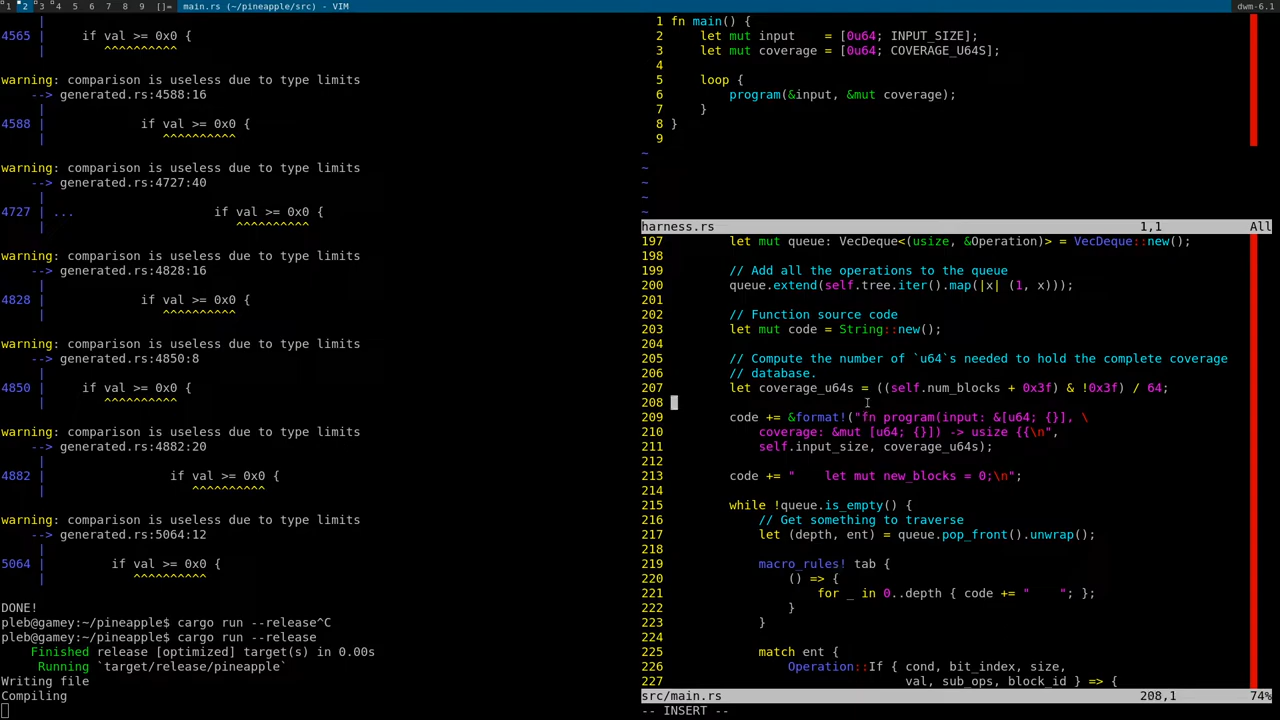 1 2 3 4 5 6 7 8 9 []= main.rs (~/pineapple/src) - VIM dwm-6.1
|
4565 |     if val >= 0x0 {
|        ^^^^^^^^^^
warning: comparison is useless due to type limits
--> generated.rs:4588:16
|
4588 |             if val >= 0x0 {
|                ^^^^^^^^^^
warning: comparison is useless due to type limits
--> generated.rs:4727:40
|
4727 | ...                   if val >= 0x0 {
|                          ^^^^^^^^^^
warning: comparison is useless due to type limits
--> generated.rs:4828:16
|
4828 |             if val >= 0x0 {
|                ^^^^^^^^^^
warning: comparison is useless due to type limits
--> generated.rs:4850:8
|
4850 |     if val >= 0x0 {
|        ^^^^^^^^^^
warning: comparison is useless due to type limits
--> generated.rs:4882:20
|
4882 |                 if val >= 0x0 {
|                    ^^^^^^^^^^
warning: comparison is useless due to type limits
--> generated.rs:5064:12
|
5064 |         if val >= 0x0 {
|            ^^^^^^^^^^
DONE!
pleb@gamey:~/pineapple$ cargo run --release^C
pleb@gamey:~/pineapple$ cargo run --release
Finished release [optimized] target(s) in 0.00s
Running `target/release/pineapple`
Writing file
Compiling
1 fn main() {
2     let mut input    = [0u64; INPUT_SIZE];
3     let mut coverage = [0u64; COVERAGE_U64S];
4
5     loop {
6         program(&input, &mut coverage);
7     }
8 }
9
~
~
~
~
~
harness.rs 1,1 All
197         let mut queue: VecDeque<(usize, &Operation)> = VecDeque::new();
198
199         // Add all the operations to the queue
200         queue.extend(self.tree.iter().map(|x| (1, x)));
201
202         // Function source code
203         let mut code = String::new();
204
205         // Compute the number of `u64`s needed to hold the complete coverage
206         // database.
207         let coverage_u64s = ((self.num_blocks + 0x3f) & !0x3f) / 64;
208
209         code += &format!("fn program(input: &[u64; {}], \
210             coverage: &mut [u64; {}]) -> usize {{\n",
211             self.input_size, coverage_u64s);
212
213         code += "    let mut new_blocks = 0;\n";
214
215         while !queue.is_empty() {
216             // Get something to traverse
217             let (depth, ent) = queue.pop_front().unwrap();
218
219             macro_rules! tab {
220                 () => {
221                     for _ in 0..depth { code += "    "; };
222                 }
223             }
224
225             match ent {
226                 Operation::If { cond, bit_index, size,
227                                 val, sub_ops, block_id } => {
src/main.rs 208,1 74%
-- INSERT --